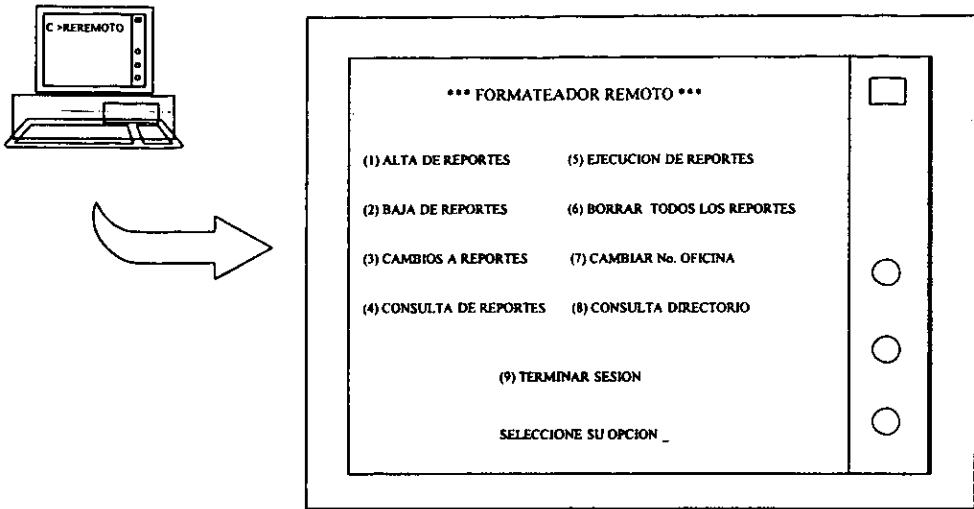 C >REREMOTO
*** FORMATEADOR REMOTO ***
(1) ALTA DE REPORTES (5) EJECUCION DE REPORTES
(2) BAJA DE REPORTES (6) BORRAR TODOS LOS REPORTES
(3) CAMBIOS A REPORTES (7) CAMBIAR No. OFICINA
(4) CONSULTA DE REPORTES (8) CONSULTA DIRECTORIO
(9) TERMINAR SESION
SELECCIONE SU OPCION _